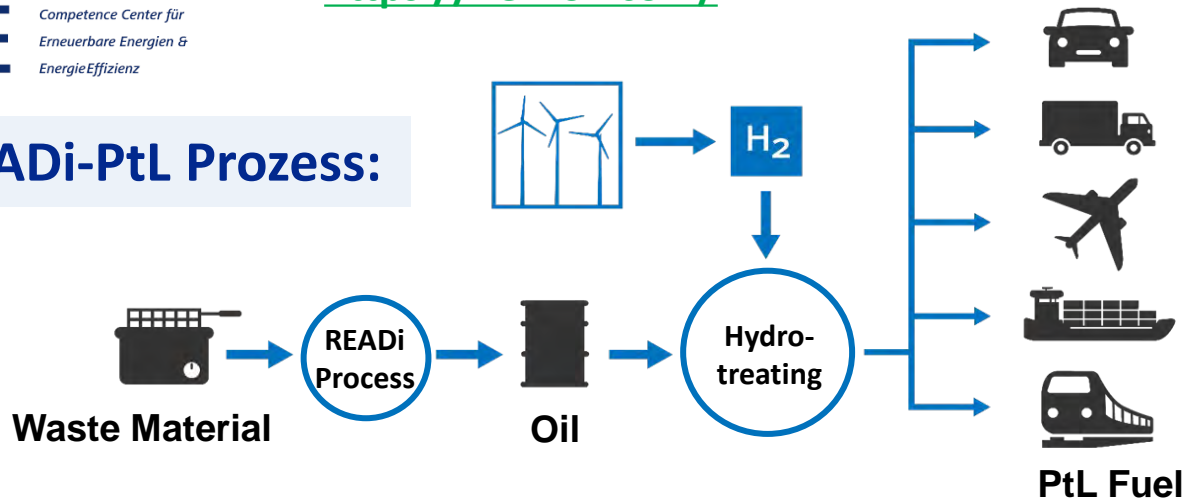 Competence Center für
Erneuerbare Energien &
EnergieEffizienz
ADi-PtL Prozess:
H₂
READi
Process
Hydro-
treating
Waste Material
Oil
PtL Fuel